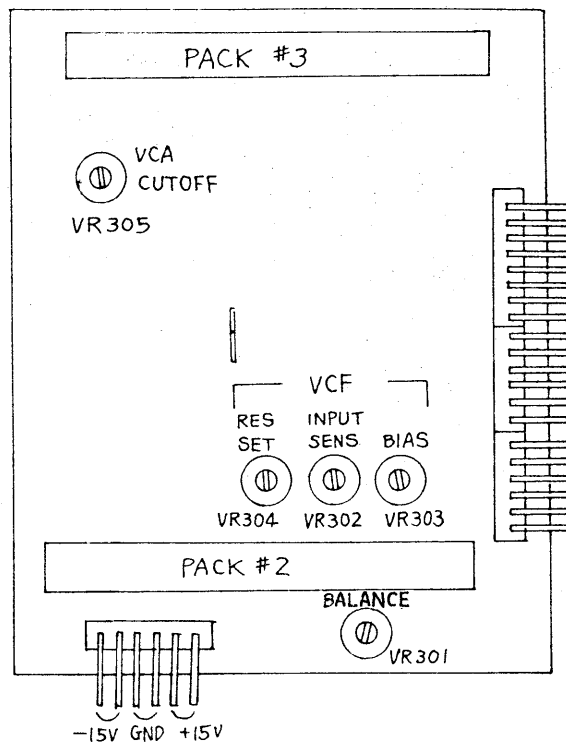 PACK #3
VCA
CUTOFF
VR305
VCF
RES
SET
INPUT
SENS
BIAS
VR304
VR302
VR303
PACK #2
BALANCE
VR301
-15V GND +15V